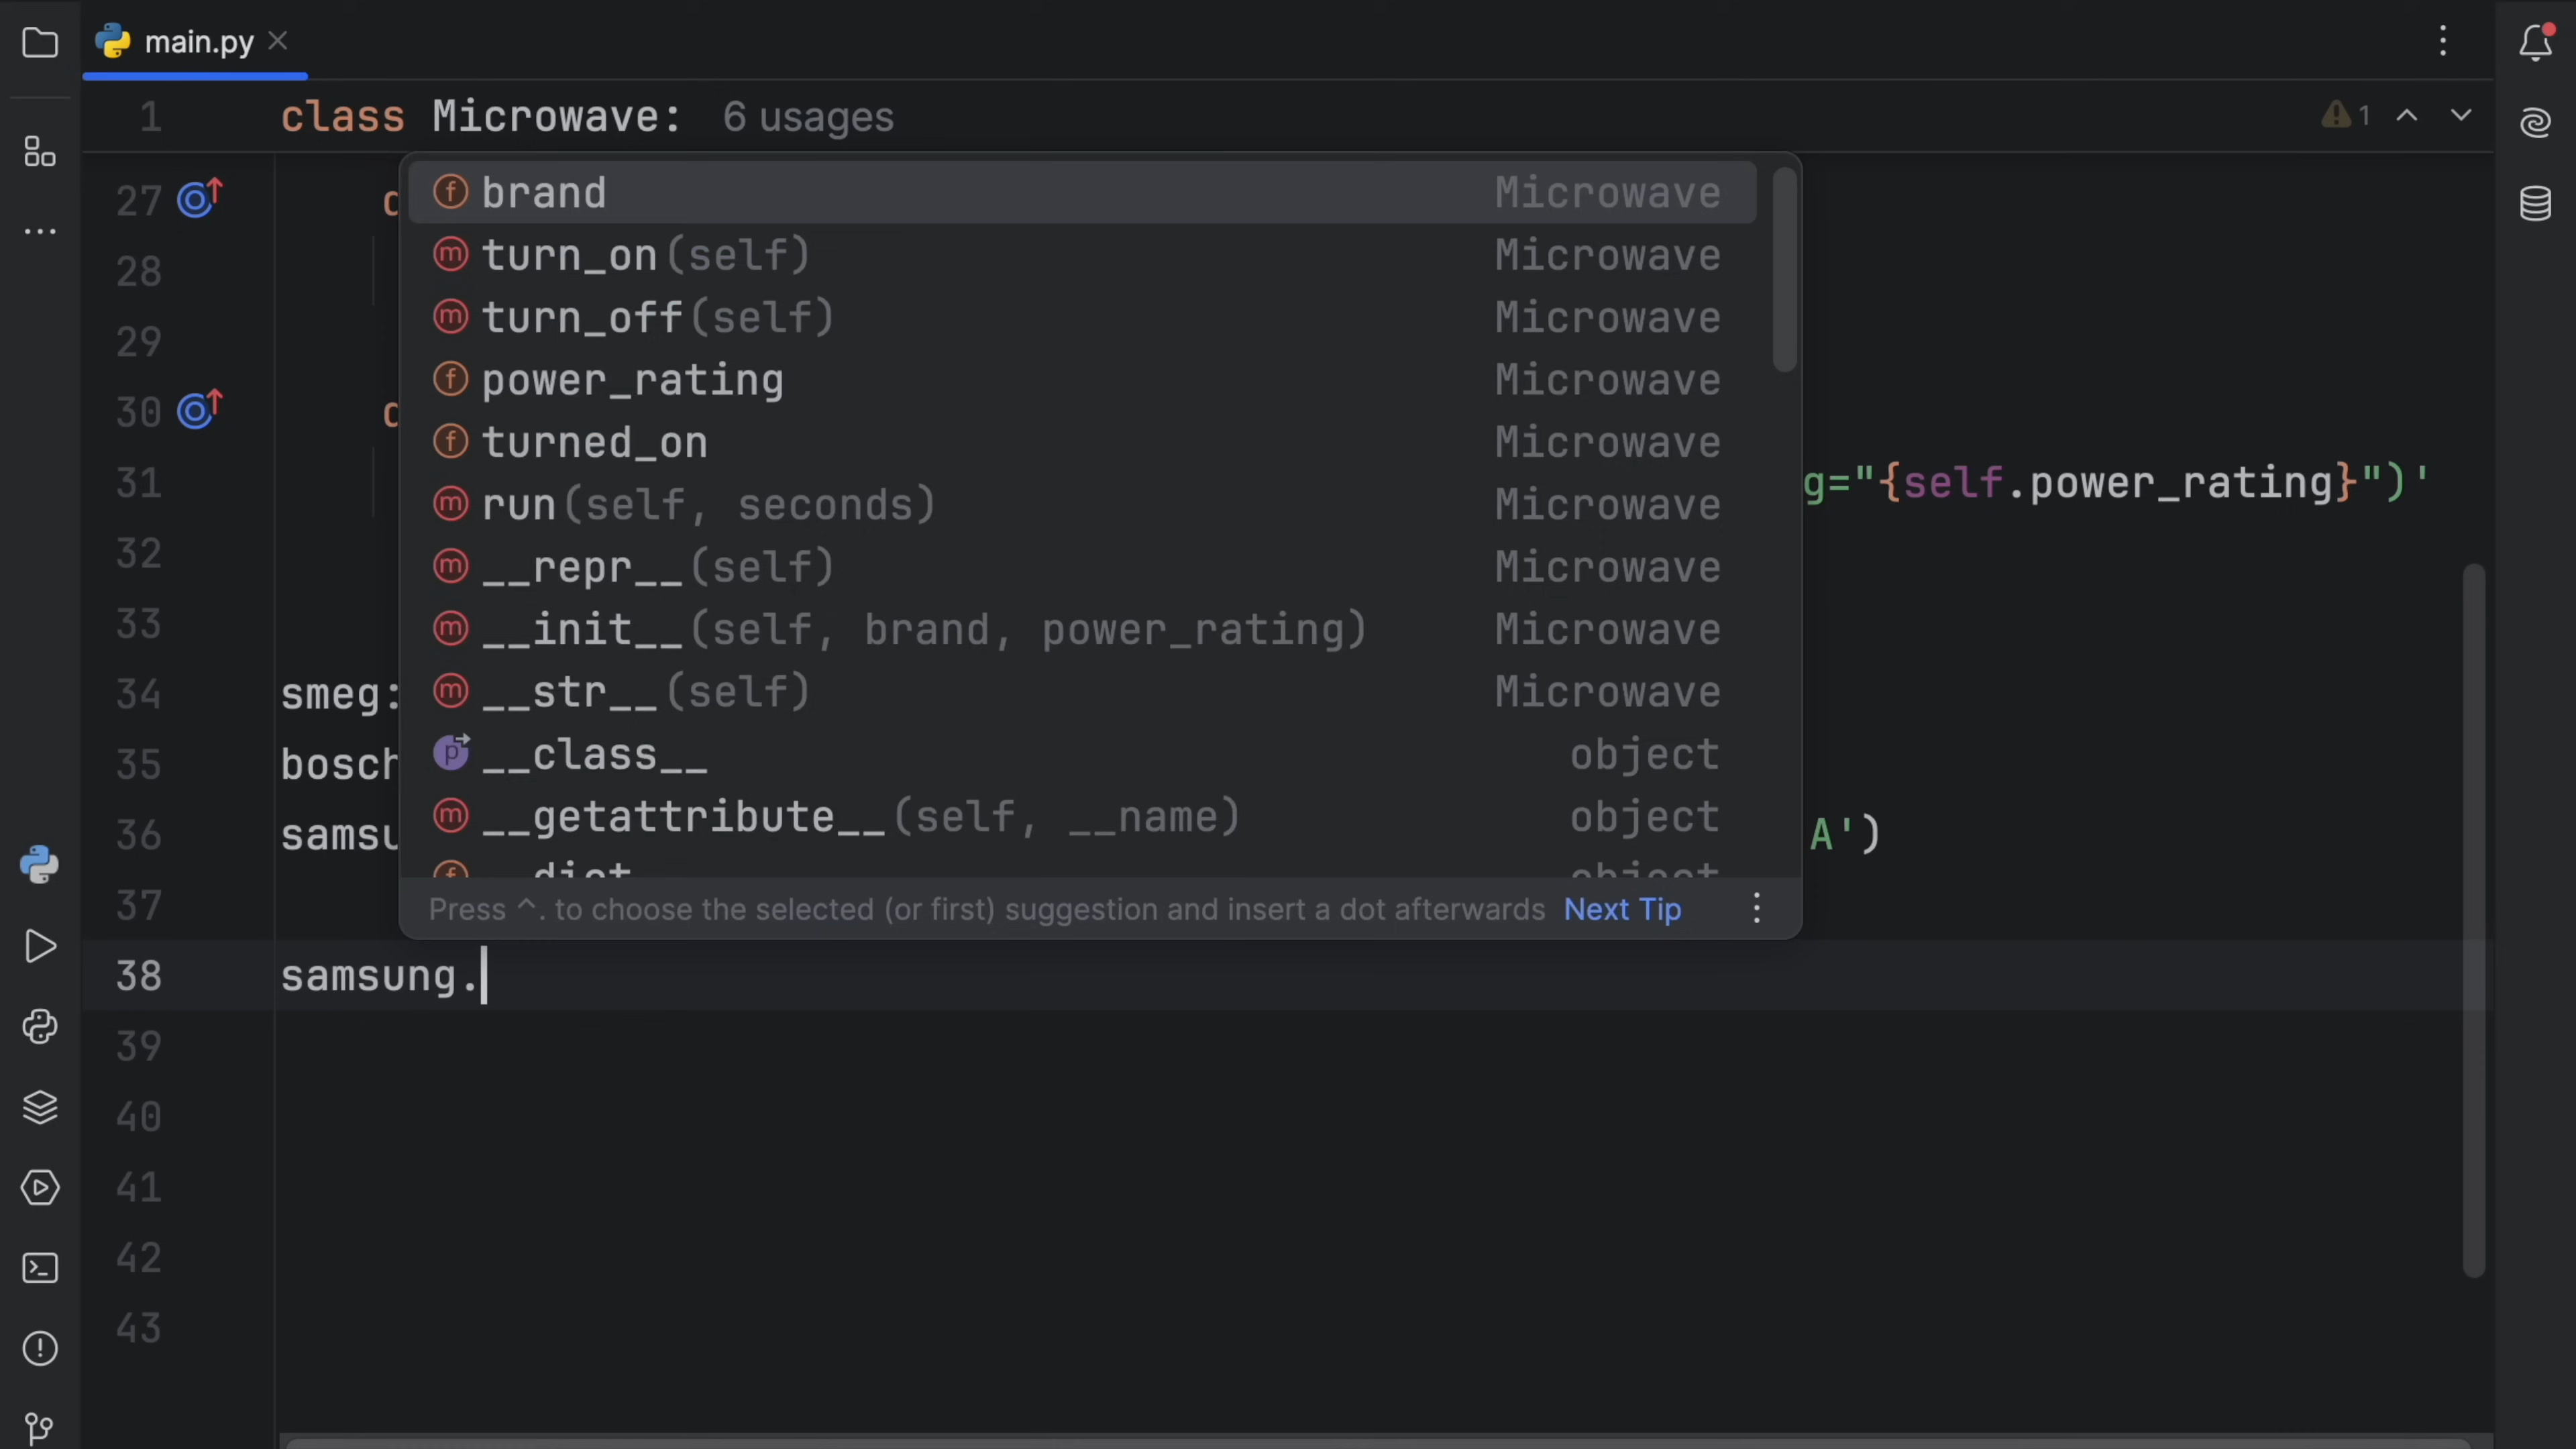 main.py
1 class Microwave: 6 usages
1
27
28
29
30
31 g="{self.power_rating}")'
32
33
34 smeg:
35 bosch
36 samsu A')
37
brand Microwave
turn_on(self) Microwave
turn_off(self) Microwave
power_rating Microwave
turned_on Microwave
run(self, seconds) Microwave
__repr__(self) Microwave
__init__(self, brand, power_rating) Microwave
__str__(self) Microwave
__class__ object
__getattribute__(self, __name) object
Press ^. to choose the selected (or first) suggestion and insert a dot afterwards Next Tip
38 samsung.
39
40
41
42
43